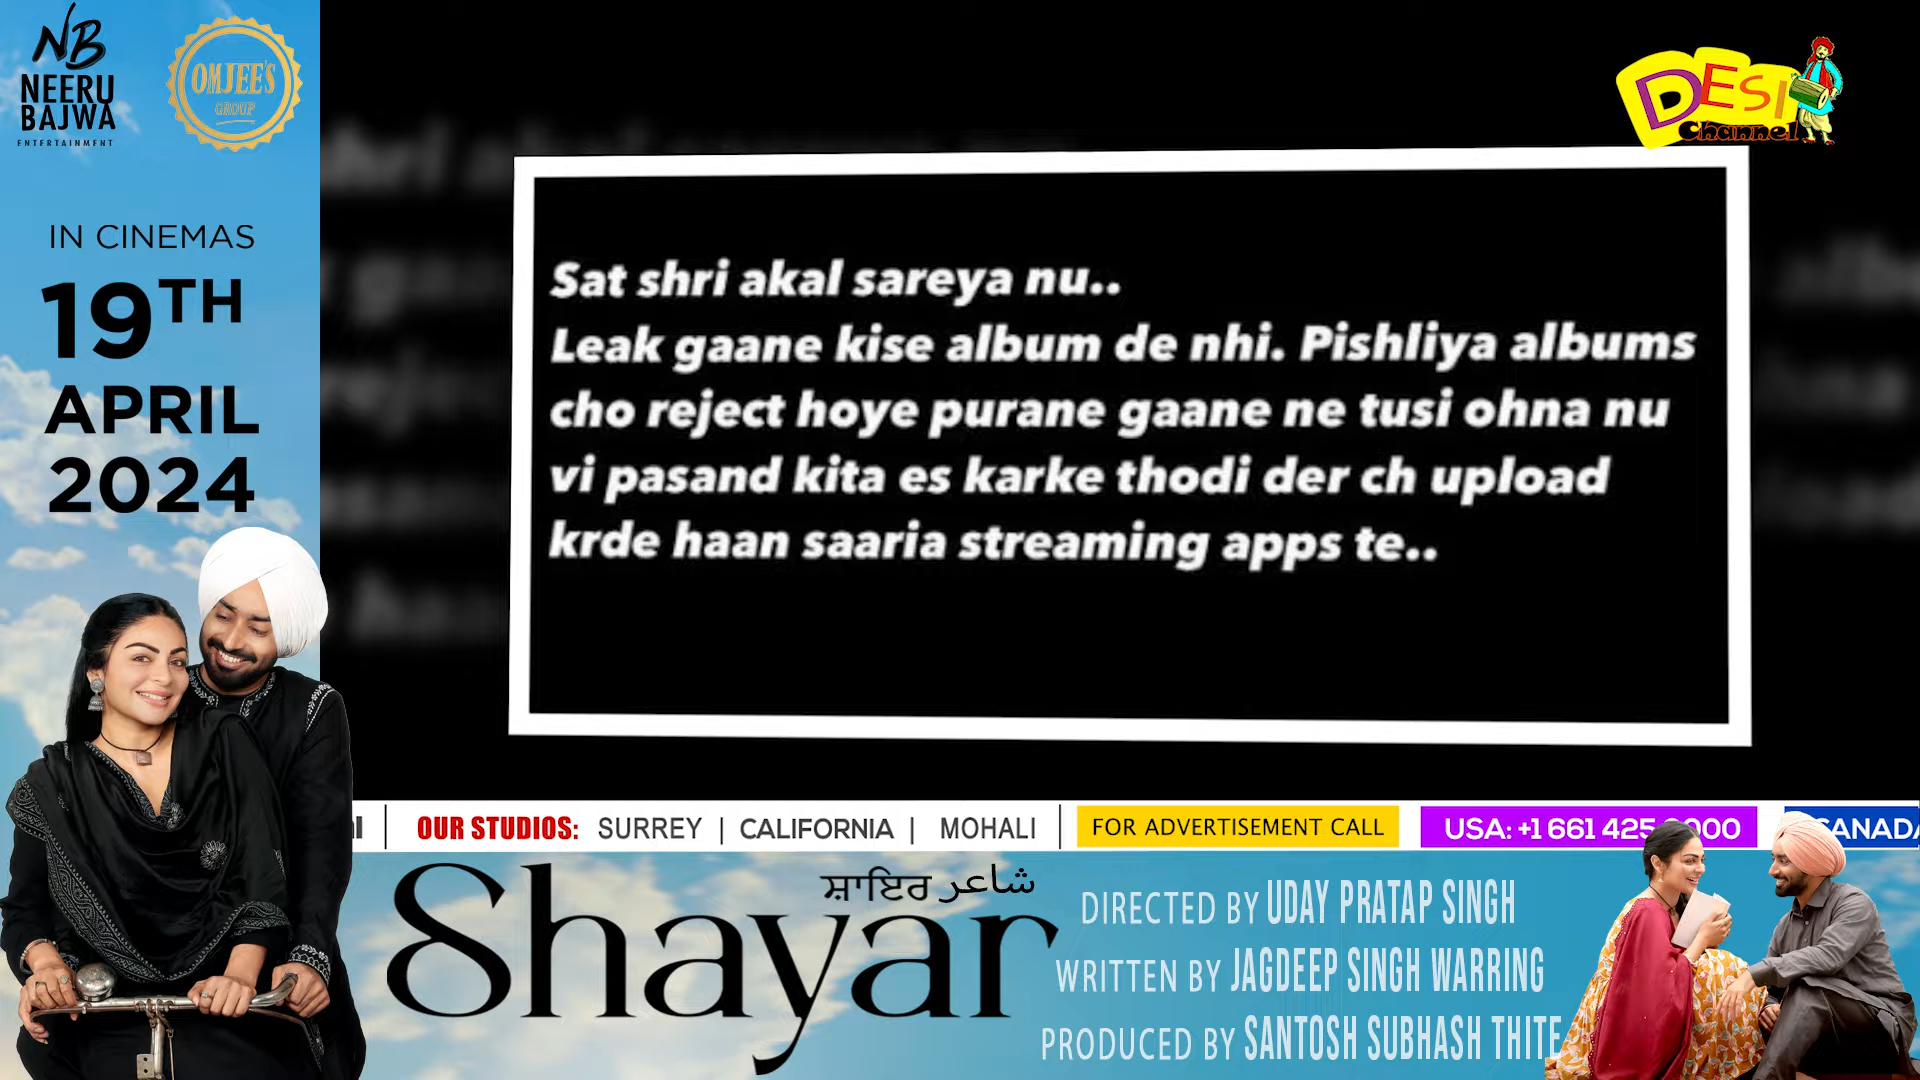 NB
NEERU
BAJWA
ENTERTAINMENT
OMJEE'S
GROUP
IN CINEMAS
19TH
APRIL
2024
DESI
Channel
Sat shri akal sareya nu..
Leak gaane kise album de nhi. Pishliya albums
cho reject hoye purane gaane ne tusi ohna nu
vi pasand kita es karke thodi der ch upload
krde haan saaria streaming apps te..
OUR STUDIOS: SURREY | CALIFORNIA | MOHALI
FOR ADVERTISEMENT CALL
USA: +1 661 425
CANADA
ਸ਼ਾਇਰ شاعر
Shayar
DIRECTED BY UDAY PRATAP SINGH
WRITTEN BY JAGDEEP SINGH WARRING
PRODUCED BY SANTOSH SUBHASH THITE